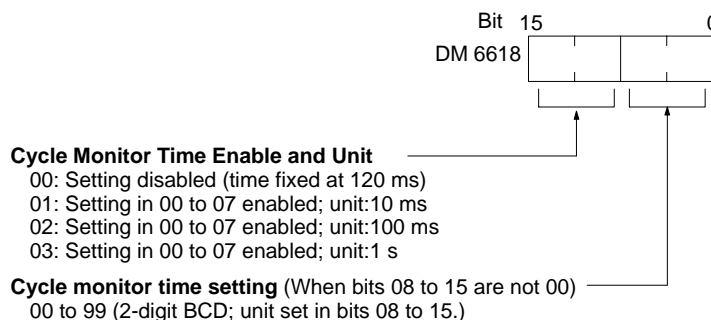 Bit 15 0
DM 6618
Cycle Monitor Time Enable and Unit
00: Setting disabled (time fixed at 120 ms)
01: Setting in 00 to 07 enabled; unit:10 ms
02: Setting in 00 to 07 enabled; unit:100 ms
03: Setting in 00 to 07 enabled; unit:1 s
Cycle monitor time setting (When bits 08 to 15 are not 00)
00 to 99 (2-digit BCD; unit set in bits 08 to 15.)